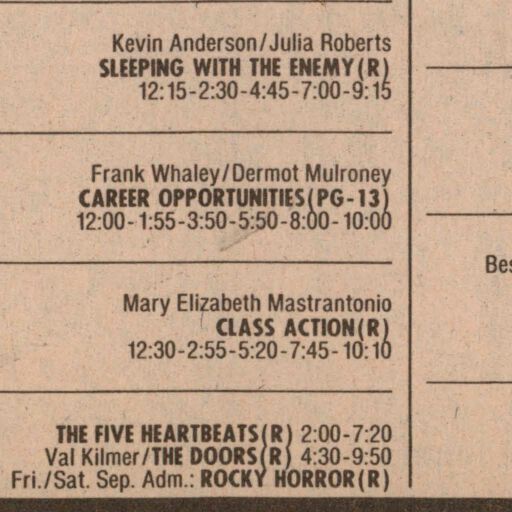 Kevin Anderson/Julia Roberts
SLEEPING WITH THE ENEMY(R)
12:15-2:30-4:45-7:00-9:15
Frank Whaley/Dermot Mulroney
CAREER OPPORTUNITIES(PG-13)
12:00-1:55-3:50-5:50-8:00-10:00
Mary Elizabeth Mastrantonio
CLASS ACTION(R)
12:30-2:55-5:20-7:45-10:10
THE FIVE HEARTBEATS(R) 2:00-7:20
Val Kilmer/THE DOORS(R) 4:30-9:50
Fri./Sat. Sep. Adm.: ROCKY HORROR(R)
Bes